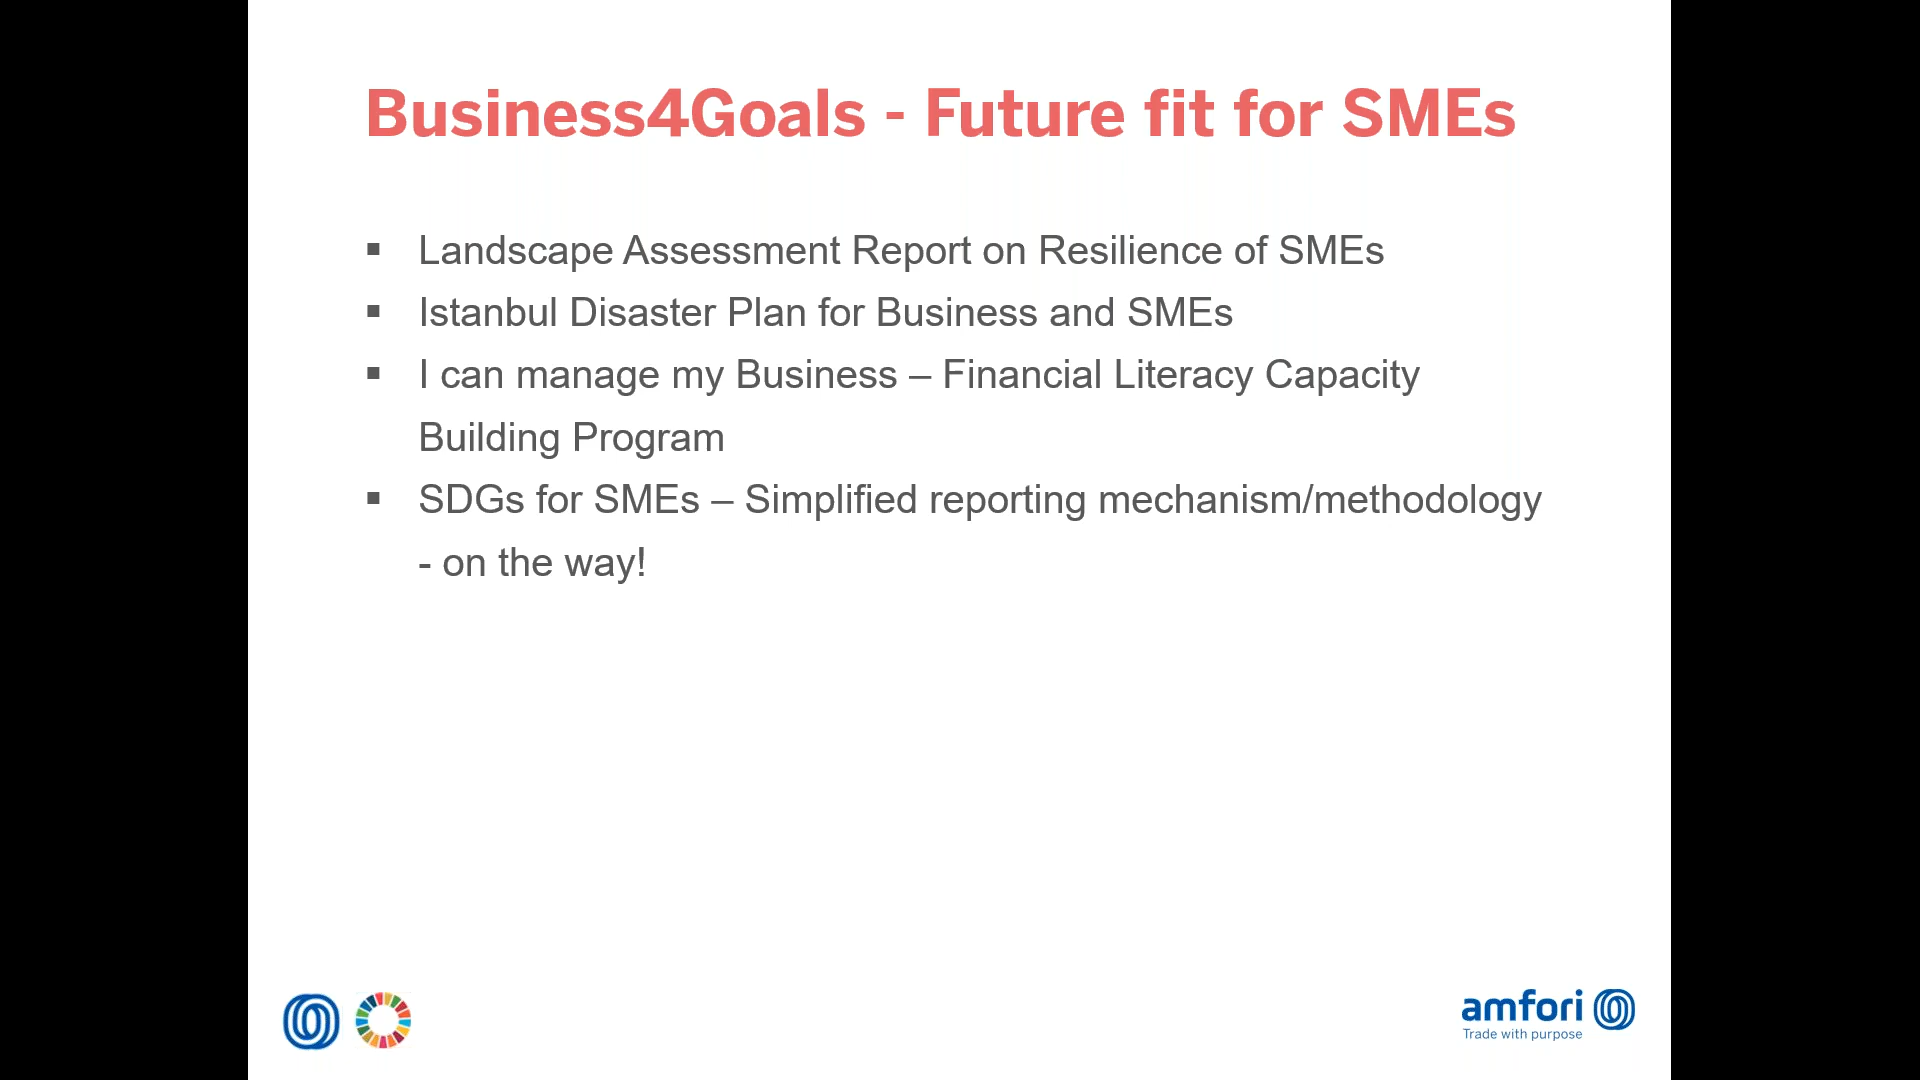 Business4Goals - Future fit for SMEs
▪ Landscape Assessment Report on Resilience of SMEs
▪ Istanbul Disaster Plan for Business and SMEs
▪ I can manage my Business – Financial Literacy Capacity
Building Program
▪ SDGs for SMEs – Simplified reporting mechanism/methodology
- on the way!
amfori
Trade with purpose